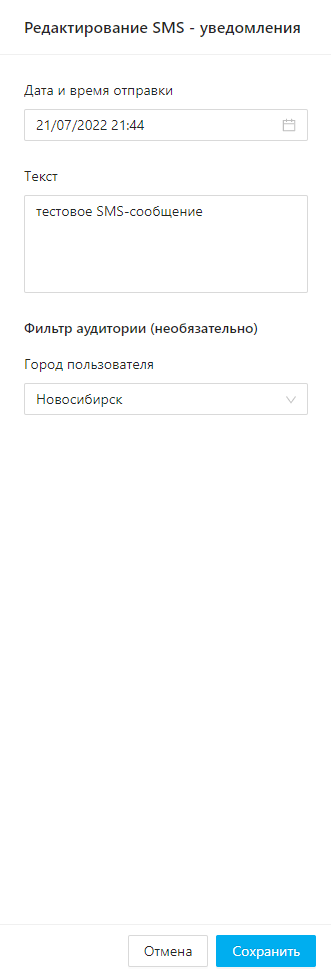 Редактирование SMS - уведомления
Дата и время отправки
21/07/2022 21:44
Текст
тестовое SMS-сообщение
Фильтр аудитории (необязательно)
Город пользователя
Новосибирск
Отмена
Сохранить